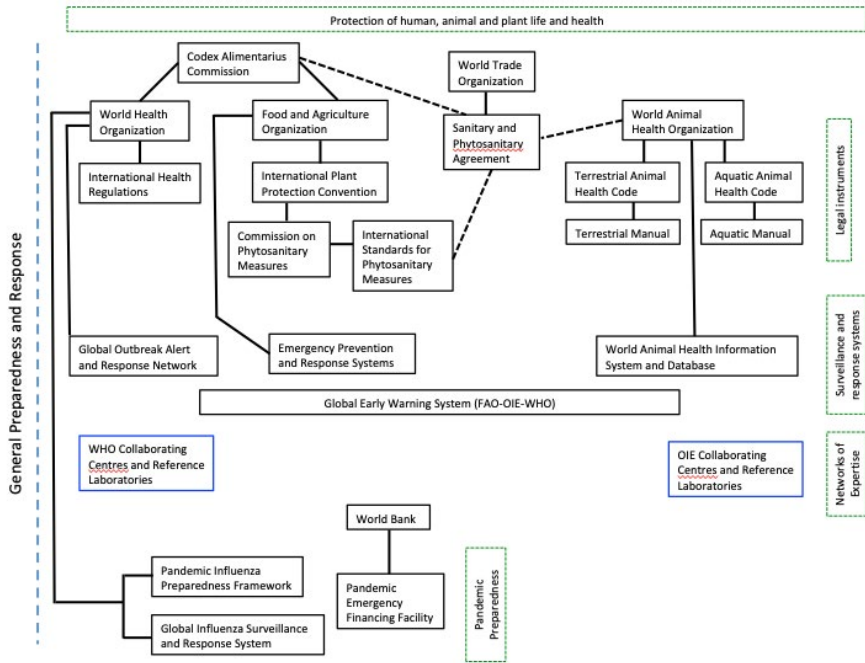 Protection of human, animal and plant life and health
Codex Alimentarius
Commission
World Trade
Organization
World Health
Organization
Food and Agriculture
Organization
Sanitary and
Phytosanitary
Agreement
World Animal
Health Organization
International Health
Regulations
International Plant
Protection Convention
Terrestrial Animal
Health Code
Aquatic Animal
Health Code
Commission on
Phytosanitary
Measures
International
Standards for
Phytosanitary
Measures
Terrestrial Manual
Aquatic Manual
Legal instruments
General Preparedness and Response
Global Outbreak Alert
and Response Network
Emergency Prevention
and Response Systems
World Animal Health Information
System and Database
Surveillance and
response systems
Global Early Warning System (FAO-OIE-WHO)
WHO Collaborating
Centres and Reference
Laboratories
OIE Collaborating
Centres and Reference
Laboratories
Networks of
Expertise
World Bank
Pandemic Influenza
Preparedness Framework
Pandemic
Emergency
Financing Facility
Pandemic
Preparedness
Global Influenza Surveillance
and Response System